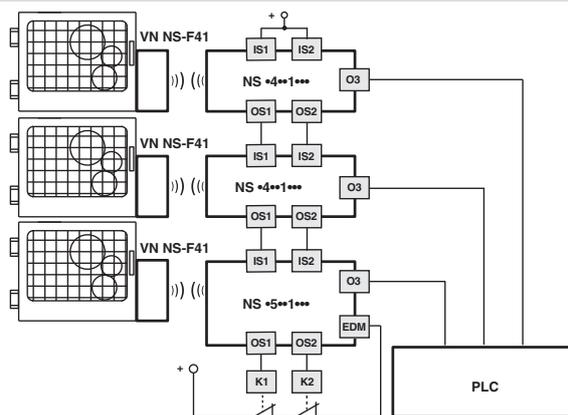 +
VN NS-F41
IS1 IS2
NS •4••1•••
O3
OS1 OS2
VN NS-F41
IS1 IS2
NS •4••1•••
O3
OS1 OS2
VN NS-F41
IS1 IS2
O3
NS •5••1•••
EDM
OS1 OS2
+
K1 K2
PLC